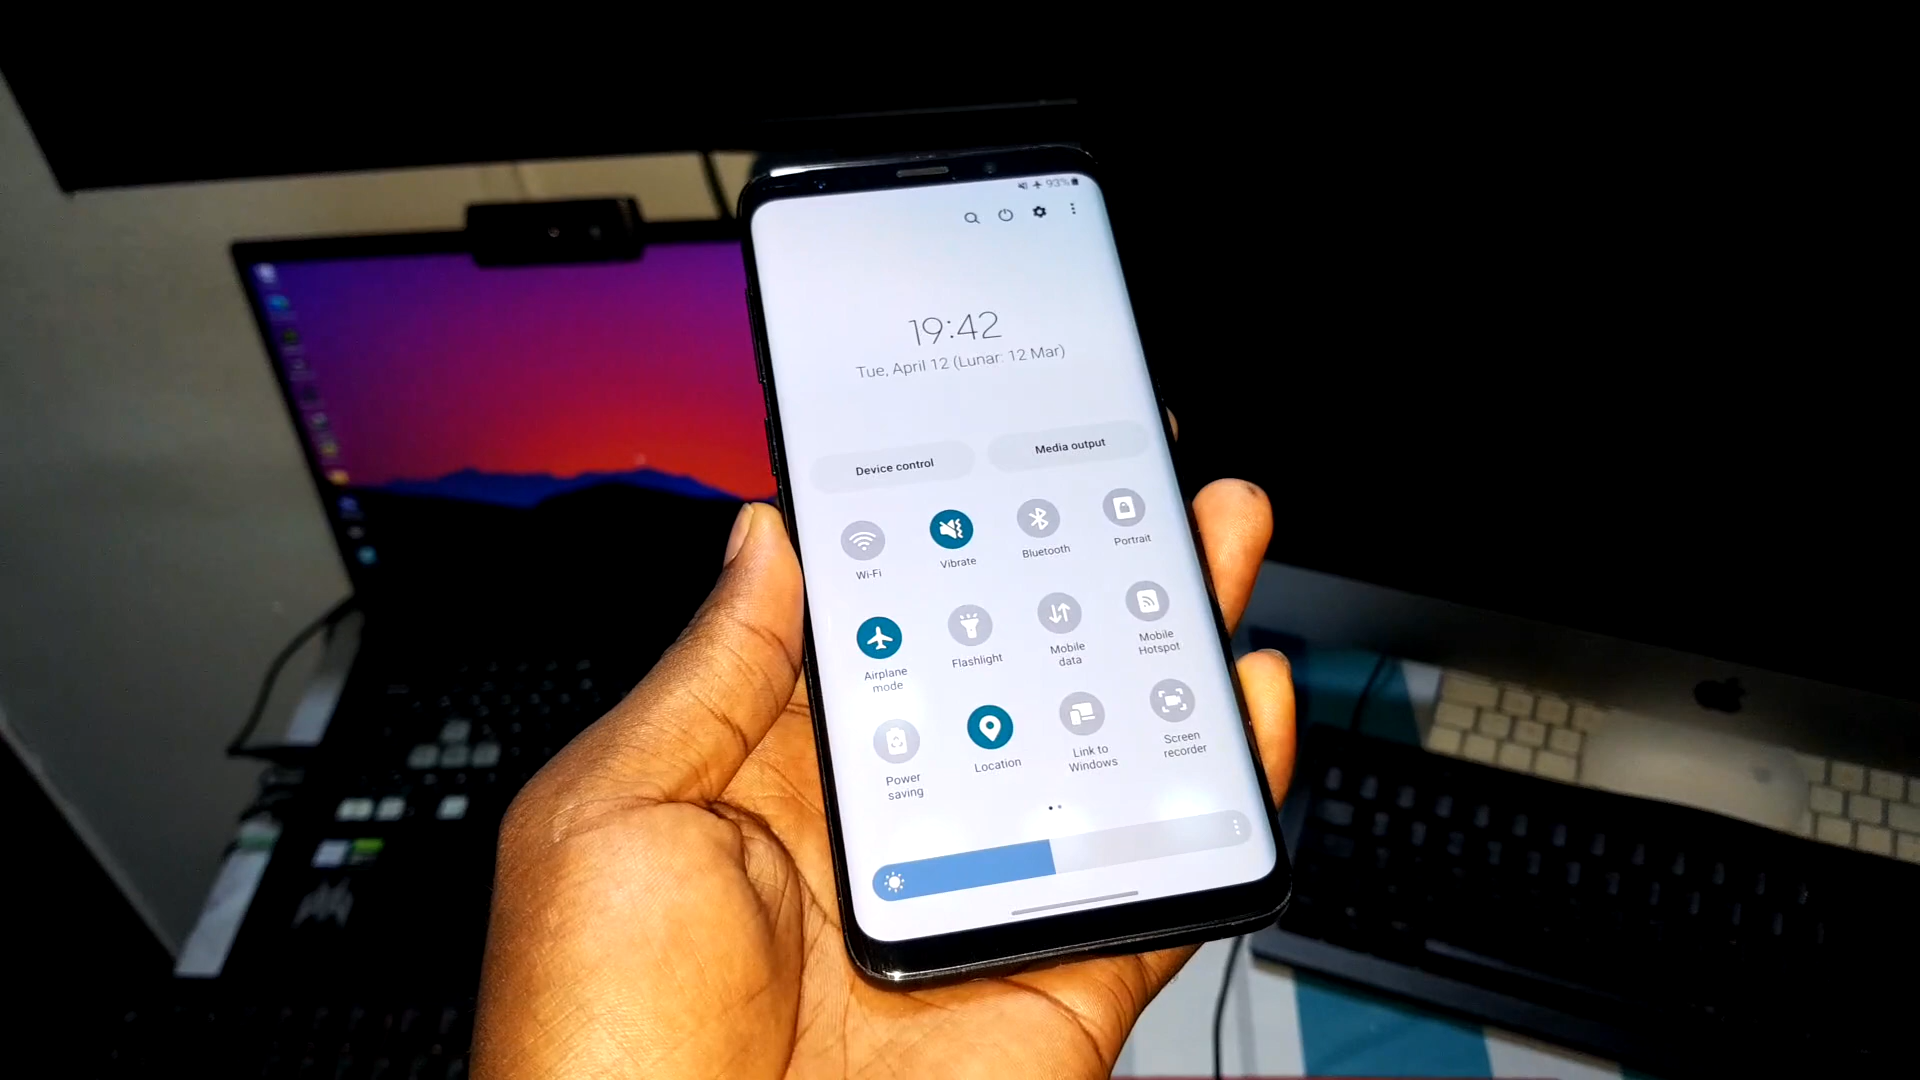 93%
19:42
Tue, April 12 (Lunar: 12 Mar)
Device control
Media output
Wi-Fi
Vibrate
Bluetooth
Portrait
Airplane
mode
Flashlight
Mobile
data
Mobile
Hotspot
Power
saving
Location
Link to
Windows
Screen
recorder